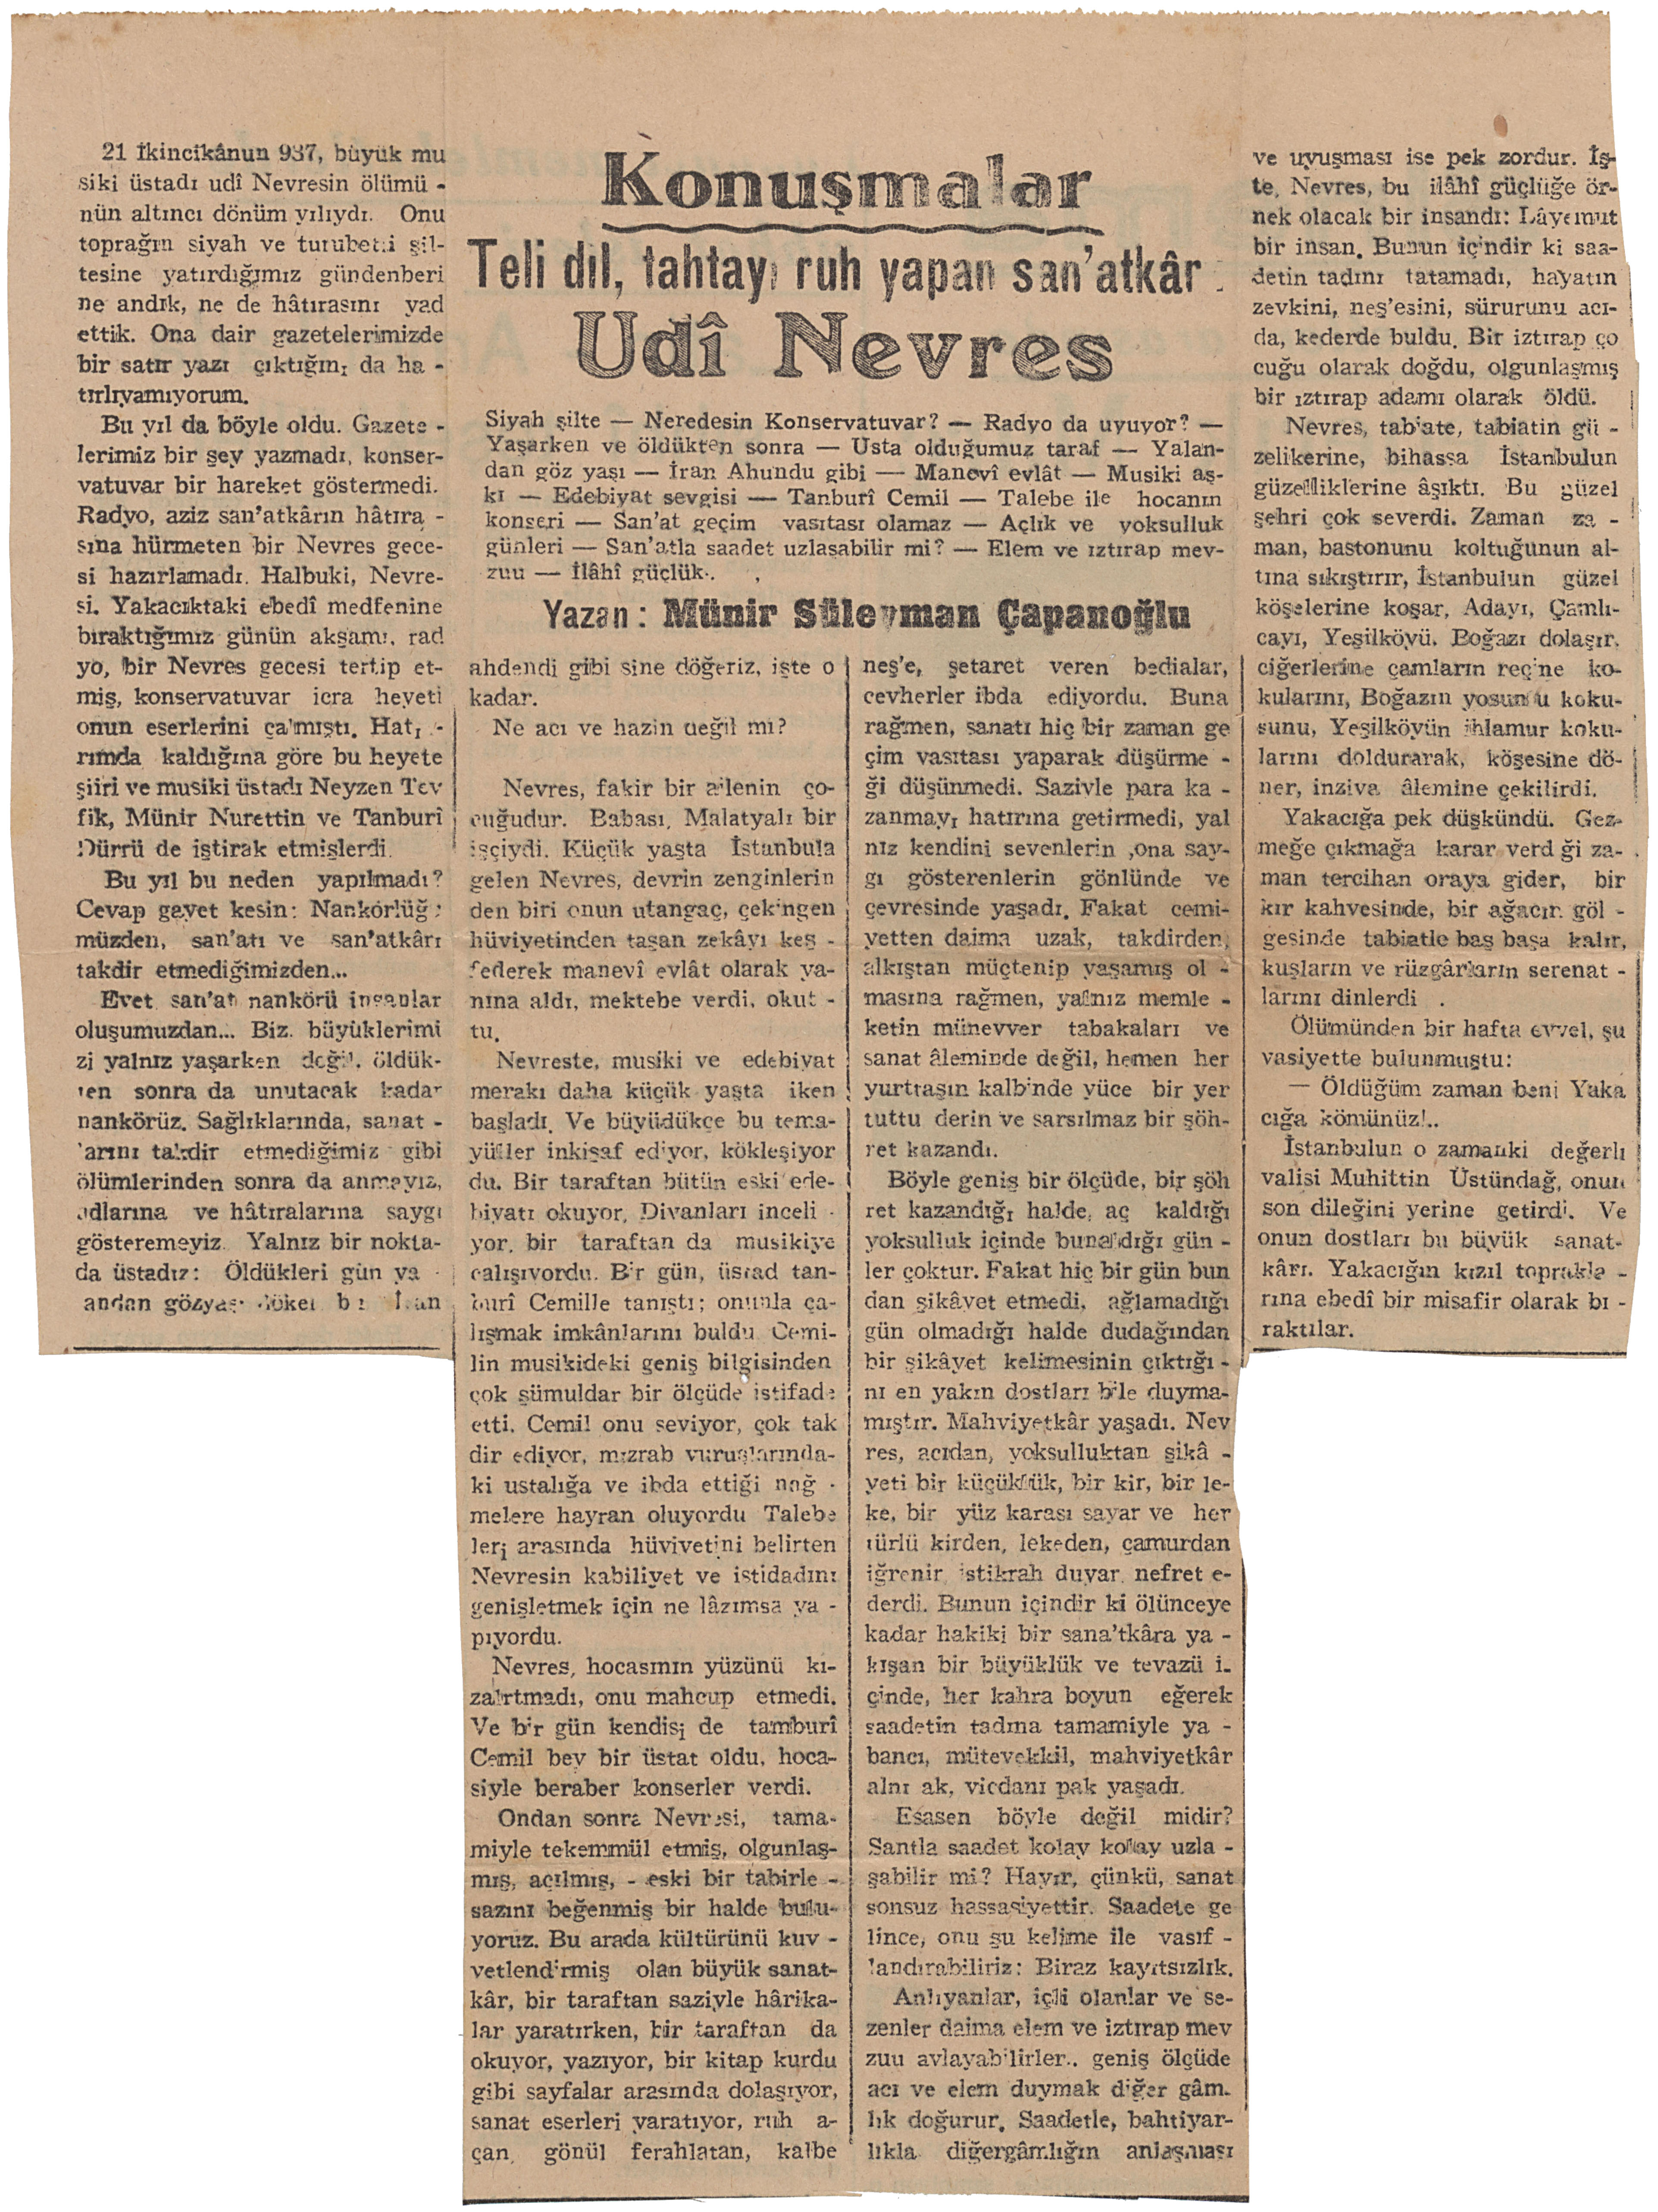 Konuşmalar
Teli dil, tahtayı ruh yapan san'atkâr
Udî Nevres
Siyah şilte — Neredesin Konservatuvar? — Radyo da uyuyor? —
Yaşarken ve öldükten sonra — Usta olduğumuz taraf — Yalan-
dan göz yaşı — İran Ahundu gibi — Manevî evlât — Musiki aş-
kı — Edebiyat sevgisi — Tanburî Cemil — Talebe ile hocanın
konseri — San'at geçim vasıtası olamaz — Açlık ve yoksulluk
günleri — San'atla saadet uzlaşabilir mi? — Elem ve ıztırap mev-
zuu — İlâhî güçlük..
Yazan: Münir Süleyman Çapanoğlu
21 İkincikânun 937, büyük mu
siki üstadı udî Nevresin ölümü -
nün altıncı dönüm yılıydı. Onu
toprağın siyah ve turubetli şil-
tesine yatırdığımız gündenberi
ne andık, ne de hâtırasını yad
ettik. Ona dair gazetelerimizde
bir satır yazı çıktığını da ha -
tırlıyamıyorum.
Bu yıl da böyle oldu. Gazete -
lerimiz bir şey yazmadı, konser-
vatuvar bir hareket göstermedi.
Radyo, aziz san'atkârın hâtıra -
sına hürmeten bir Nevres gece-
si hazırlamadı. Halbuki, Nevre-
si. Yakacıktaki ebedî medfenine
bıraktığımız günün akşamı, rad
yo, bir Nevres gecesi tertip et-
miş, konservatuvar icra heyeti
onun eserlerini çalmıştı. Hatı -
rımda kaldığına göre bu heyete
şiiri ve musiki üstadı Neyzen Tev
fik, Münir Nurettin ve Tanburî
Dürrü de iştirak etmişlerdi.
Bu yıl bu neden yapılmadı?
Cevap gayet kesin: Nankörlüğü
müzden, san'atı ve san'atkârı
takdir etmediğimizden...
Evet san'at nankörü insanlar
oluşumuzdan... Biz. büyüklerimi
zi yalnız yaşarken değil, öldük-
ten sonra da unutacak kadar
nankörüz. Sağlıklarında, sanat -
larını takdir etmediğimiz gibi
ölümlerinden sonra da anmayız,
adlarına ve hâtıralarına saygı
gösteremeyiz. Yalnız bir nokta-
da üstadız: Öldükleri gün ya -
andan gözyaşı döker
ahdendi gibi sine döğeriz, işte o
kadar.
Ne acı ve hazin değil mi?
Nevres, fakir bir ailenin ço-
cuğudur. Babası, Malatyalı bir
işçiydi. Küçük yaşta İstanbula
gelen Nevres, devrin zenginlerin
den biri onun utangaç, çekingen
hüviyetinden taşan zekâyı keş -
federek manevî evlât olarak ya-
nına aldı, mektebe verdi, okut -
tu.
Nevreste, musiki ve edebiyat
merakı daha küçük yaşta iken
başladı. Ve büyüdükçe bu tema-
yüller inkişaf ediyor, kökleşiyor
du. Bir taraftan bütün eski ede-
biyatı okuyor, Divanları inceli -
yor, bir taraftan da musikiye
çalışıyordu. Bir gün, üstad tan-
burî Cemille tanıştı; onunla ça-
lışmak imkânlarını buldu. Cemi-
lin musikideki geniş bilgisinden
çok şümuldar bir ölçüde istifade
etti. Cemil onu seviyor, çok tak
dir ediyor, mızrab vuruşlarında-
ki ustalığa ve ibda ettiği nağ -
melere hayran oluyordu Talebe
leri arasında hüviyetini belirten
Nevresin kabiliyet ve istidadını
genişletmek için ne lâzımsa ya -
pıyordu.
Nevres, hocasının yüzünü kı-
zartmadı, onu mahcup etmedi.
Ve bir gün kendisi de tamburî
Cemil bey bir üstat oldu, hoca-
siyle beraber konserler verdi.
Ondan sonra Nevresi, tama-
miyle tekemmül etmiş, olgunlaş-
mış, açılmış, - eski bir tabirle -
sazını beğenmiş bir halde bulu-
yoruz. Bu arada kültürünü kuv -
vetlendirmiş olan büyük sanat-
kâr, bir taraftan saziyle hârika-
lar yaratırken, bir taraftan da
okuyor, yazıyor, bir kitap kurdu
gibi sayfalar arasında dolaşıyor,
sanat eserleri yaratıyor, ruh a-
çan, gönül ferahlatan, kalbe
neş'e, şetaret veren bedialar,
cevherler ibda ediyordu. Buna
rağmen, sanatı hiç bir zaman ge
çim vasıtası yaparak düşürme -
ği düşünmedi. Sazivle para ka -
zanmayı hatırına getirmedi, yal
nız kendini sevenlerin ,ona say-
gı gösterenlerin gönlünde ve
çevresinde yaşadı. Fakat cemi-
yetten daima uzak, takdirden,
alkıştan müçtenip yaşamış ol -
masına rağmen, yalnız memle -
ketin münevver tabakaları ve
sanat âleminde değil, hemen her
yurttaşın kalbinde yüce bir yer
tuttu derin ve sarsılmaz bir şöh-
ret kazandı.
Böyle geniş bir ölçüde, bir şöh
ret kazandığı halde, aç kaldığı
yoksulluk içinde bunaldığı gün -
ler çoktur. Fakat hiç bir gün bun
dan şikâyet etmedi, ağlamadığı
gün olmadığı halde dudağından
bir şikâyet kelimesinin çıktığı -
nı en yakın dostları bile duyma-
mıştır. Mahviyetkâr yaşadı. Nev
res, acıdan, yoksulluktan şikâ -
yeti bir küçüklük, bir kir, bir le-
ke, bir yüz karası sayar ve her
türlü kirden, lekeden, çamurdan
iğrenir istikrah duyar, nefret e-
derdi. Bunun içindir ki ölünceye
kadar hakiki bir sana'tkâra ya -
kışan bir büyüklük ve tevazü i-
çinde, her kahra boyun eğerek
saadetin tadına tamamiyle ya -
bancı, mütevekkil, mahviyetkâr
alnı ak, vicdanı pak yaşadı.
Esasen böyle değil midir?
Santla saadet kolay kolay uzla -
şabilir mi? Hayır, çünkü, sanat
sonsuz hassasiyettir. Saadete ge
lince, onu şu kelime ile vasıf -
landırabiliriz: Biraz kayıtsızlık.
Anlıyanlar, içli olanlar ve se-
zenler daima elem ve iztırap mev
zuu avlayabilirler.. geniş ölçüde
acı ve elem duymak diğer gâm-
lık doğurur. Saadetle, bahtiyar-
lıkla diğergâmlığın anlaşması
ve uyuşması ise pek zordur. İş-
te, Nevres, bu ilâhî güçlüğe ör-
nek olacak bir insandı: Lâyemut
bir insan. Bunun içindir ki saa-
detin tadını tatamadı, hayatın
zevkini, neş'esini, sürurunu acı-
da, kederde buldu. Bir iztırap ço
cuğu olarak doğdu, olgunlaşmış
bir ıztırap adamı olarak öldü.
Nevres, tabiate, tabiatin gü -
zelikerine, bihassa İstanbulun
güzelliklerine âşıktı. Bu güzel
şehri çok severdi. Zaman za -
man, bastonunu koltuğunun al-
tına sıkıştırır, İstanbulun güzel
köşelerine koşar, Adayı, Çamlı-
cayı, Yeşilköyü, Boğazı dolaşır,
ciğerlerine çamların reçine ko-
kularını, Boğazın yosunlu koku-
sunu, Yeşilköyün ıhlamur koku-
larını doldurarak, köşesine dö-
ner, inziva âlemine çekilirdi.
Yakacığa pek düşkündü. Gez-
meğe çıkmağa karar verdiği za-
man tercihan oraya gider, bir
kır kahvesinde, bir ağacın göl -
gesinde tabiatle baş başa kalır,
kuşların ve rüzgârların serenat -
larını dinlerdi .
Ölümünden bir hafta evvel, şu
vasiyette bulunmuştu:
— Öldüğüm zaman beni Yaka
cığa kömünüz!..
İstanbulun o zamanki değerli
valisi Muhittin Üstündağ, onun
son dileğini yerine getirdi. Ve
onun dostları bu büyük sanat-
kârı. Yakacığın kızıl toprakla -
rına ebedî bir misafir olarak bı -
raktılar.